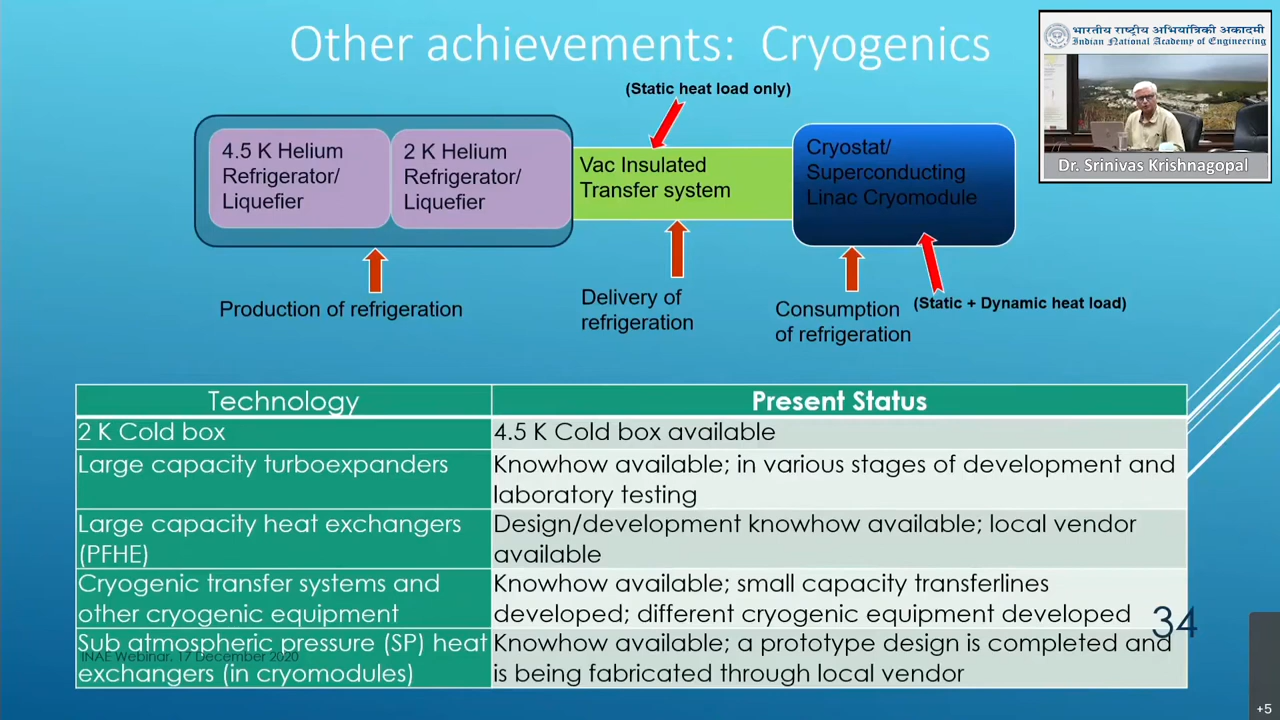 Other achievements: Cryogenics
भारतीय राष्ट्रीय अभियांत्रिकी अकादमी
Indian National Academy of Engineering
Dr. Srinivas Krishnagopal
(Static heat load only)
4.5 K Helium
Refrigerator/
Liquefier
2 K Helium
Refrigerator/
Liquefier
Vac Insulated
Transfer system
Cryostat/
Superconducting
Linac Cryomodule
Production of refrigeration
Delivery of
refrigeration
Consumption
of refrigeration
(Static + Dynamic heat load)
Technology
Present Status
2 K Cold box
4.5 K Cold box available
Large capacity turboexpanders
Knowhow available; in various stages of development and
laboratory testing
Large capacity heat exchangers
(PFHE)
Design/development knowhow available; local vendor
available
Cryogenic transfer systems and
other cryogenic equipment
Knowhow available; small capacity transferlines
developed; different cryogenic equipment developed
Sub atmospheric pressure (SP) heat
exchangers (in cryomodules)
Knowhow available; a prototype design is completed and
is being fabricated through local vendor
INAE Webinar, 17 December 2020
34
+5